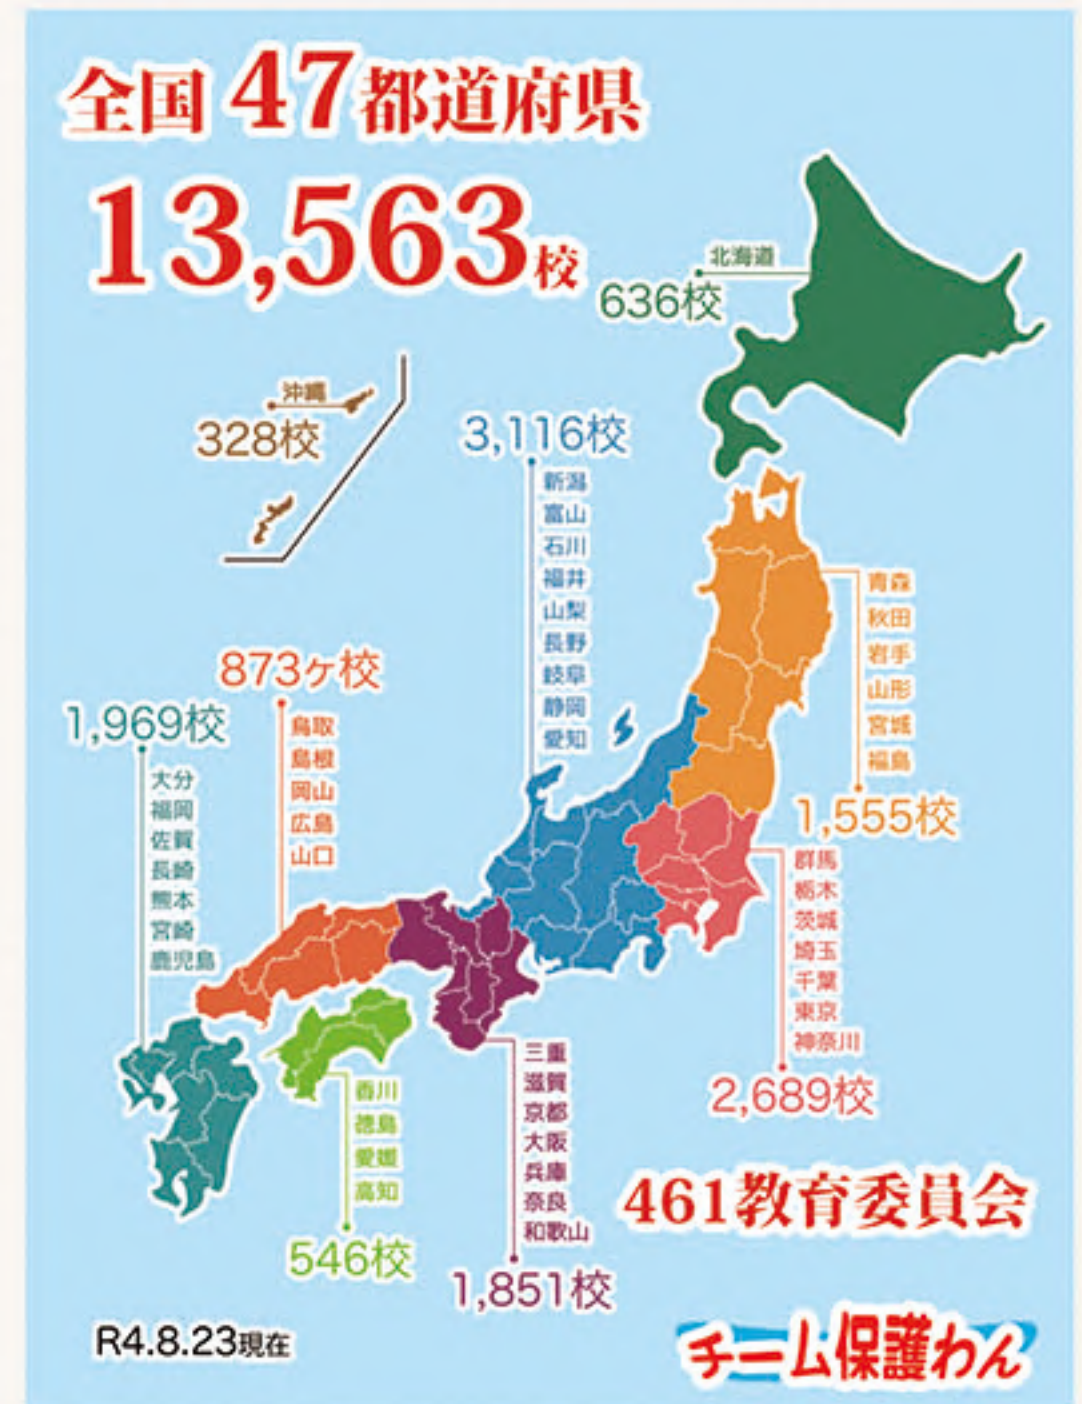 全国47都道府県
13,563校
北海道
636校
沖縄
328校
3,116校
新潟
富山
石川
福井
山梨
長野
岐阜
静岡
愛知
青森
秋田
岩手
山形
宮城
福島
1,555校
873ヶ校
鳥取
島根
岡山
広島
山口
1,969校
大分
福岡
佐賀
長崎
熊本
宮崎
鹿児島
群馬
栃木
茨城
埼玉
千葉
東京
神奈川
2,689校
香川
徳島
愛媛
高知
546校
三重
滋賀
京都
大阪
兵庫
奈良
和歌山
1,851校
461教育委員会
R4.8.23現在
チーム保護わん